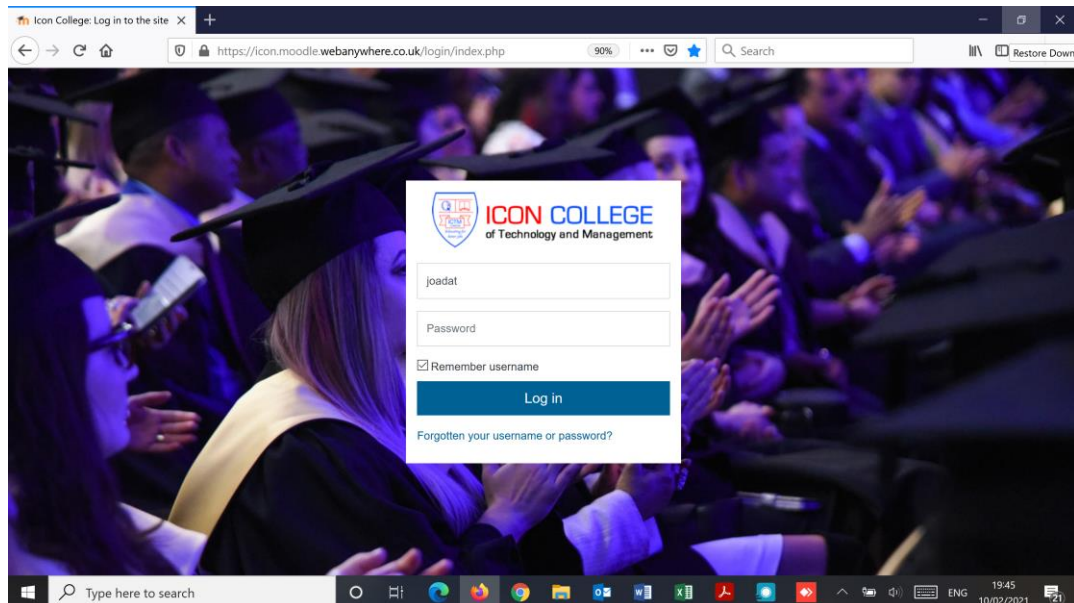 Icon College: Log in to the site
https://icon.moodle.webanywhere.co.uk/login/index.php
90%
Search
Restore Down
ICON COLLEGE
of Technology and Management
joadat
Password
Remember username
Log in
Forgotten your username or password?
Type here to search
ENG
19:45
10/02/2021
21